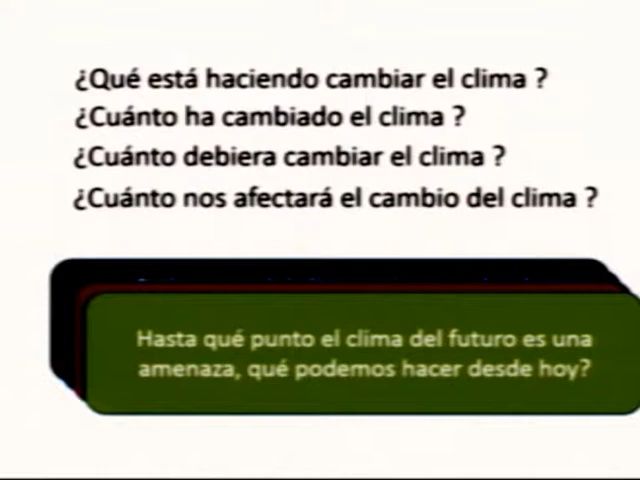 ¿Qué está haciendo cambiar el clima ?
¿Cuánto ha cambiado el clima ?
¿Cuánto debiera cambiar el clima ?
¿Cuánto nos afectará el cambio del clima ?
Hasta qué punto el clima del futuro es una
amenaza, qué podemos hacer desde hoy?